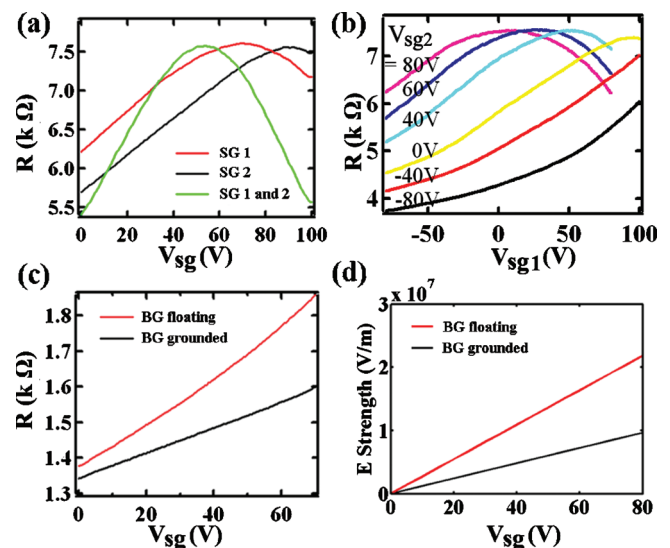 (a)
7.5
7.0
6.5
6.0
5.5
R (k Ω)
SG 1
SG 2
SG 1 and 2
0 20 40 60 80 100
Vsg (V)
(b)
Vsg2
= 80V
60V
40V
0V
-40V
-80V
7
6
5
4
R (k Ω)
-50 0 50 100
Vsg1 (V)
(c)
1.8
1.7
1.6
1.5
1.4
1.3
R (k Ω)
BG floating
BG grounded
0 20 40 60
Vsg (V)
(d)
3 x 10^7
2
1
0
E Strength (V/m)
BG floating
BG grounded
0 20 40 60 80
Vsg (V)